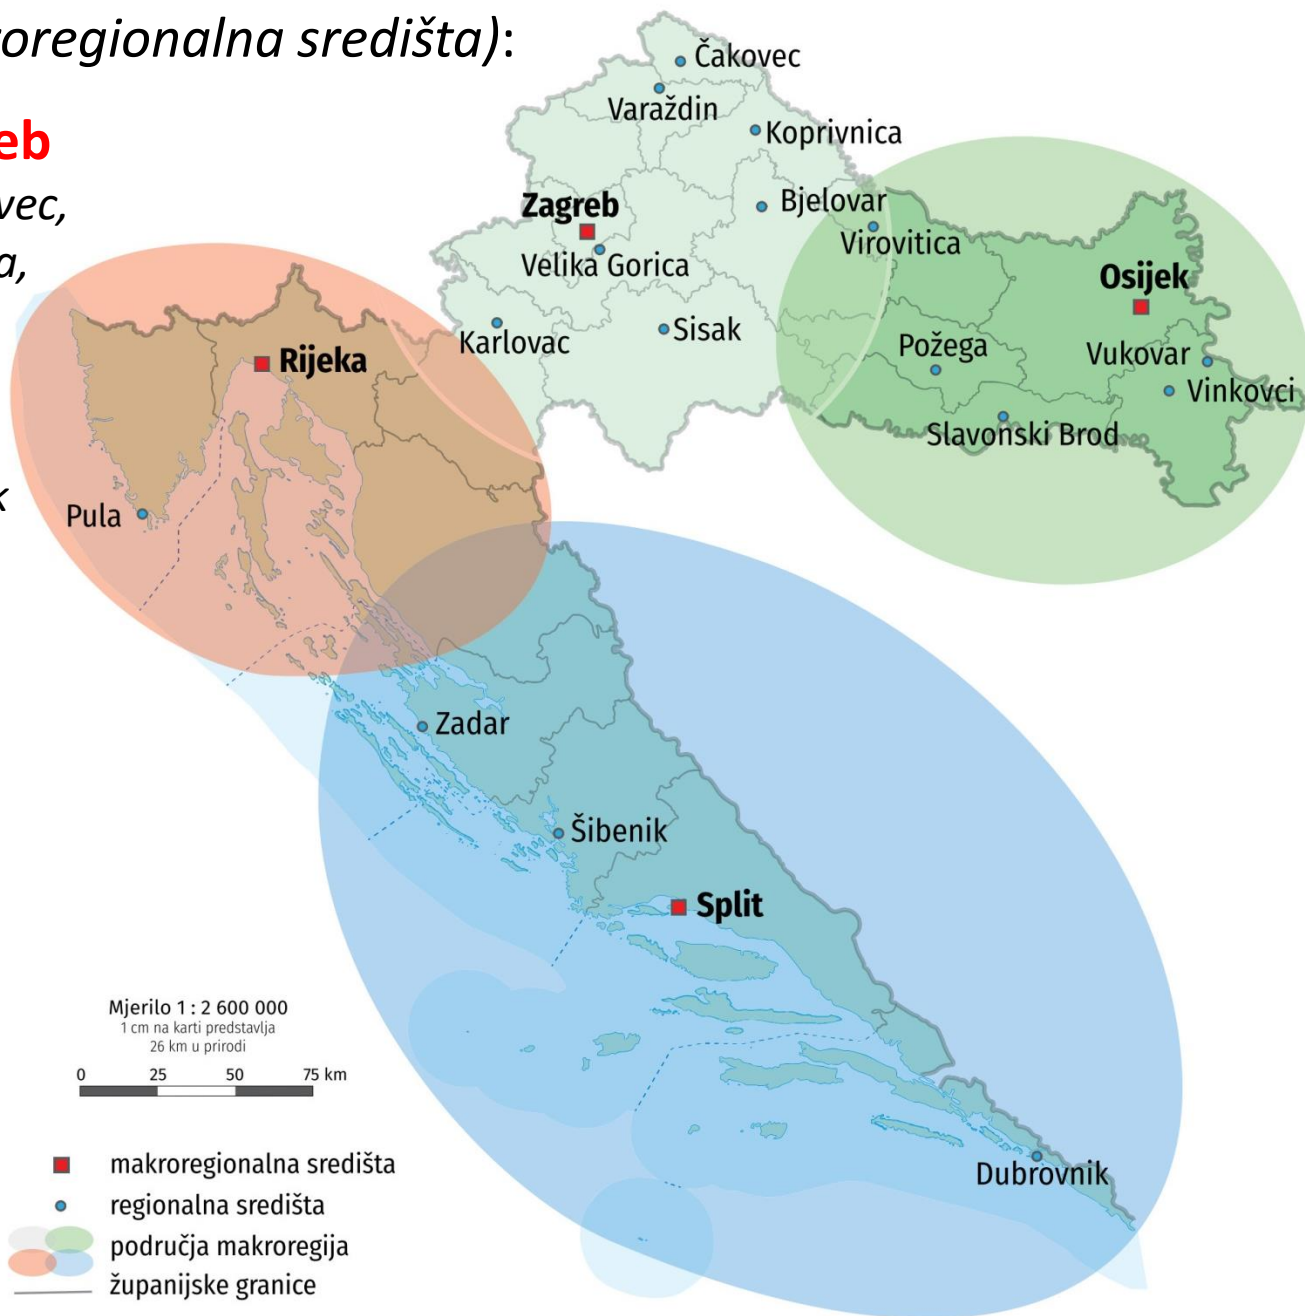 roregionalna središta):
eb
vec,
a,
k
Čakovec
Varaždin
Koprivnica
Zagreb
Bjelovar
Velika Gorica
Virovitica
Osijek
Karlovac
Sisak
Požega
Vukovar
Vinkovci
Slavonski Brod
Rijeka
Pula
Zadar
Šibenik
Split
Dubrovnik
Mjerilo 1 : 2 600 000
1 cm na karti predstavlja
26 km u prirodi
0 25 50 75 km
makroregionalna središta
regionalna središta
područja makroregija
županijske granice